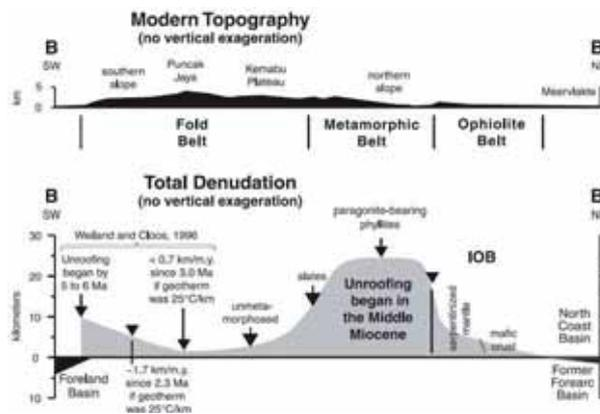 Modern Topography
(no vertical exageration)
B
SW
B
N
southern
slope
Puncak
Jaya
Kemabu
Plateau
northern
slope
Meervlakte
5
0
km
Fold
Belt
Metamorphic
Belt
Ophiolite
Belt
Total Denudation
(no vertical exageration)
B
SW
B
N
paragonite-bearing
phyllites
30
20
10
0
10
kilometers
Weiland and Cloos, 1996
Unroofing
began by
5 to 6 Ma
< 0.7 km/m.y.
since 3.0 Ma
if geotherm
was 25°C/km
unmeta-
morphosed
slates
Unroofing
began in
the Middle
Miocene
IOB
serpentinized
mantle
mafic
crust
North
Coast
Basin
Foreland
Basin
~1.7 km/m.y.
since 2.3 Ma
if geotherm
was 25°C/km
Former
Forearc
Basin